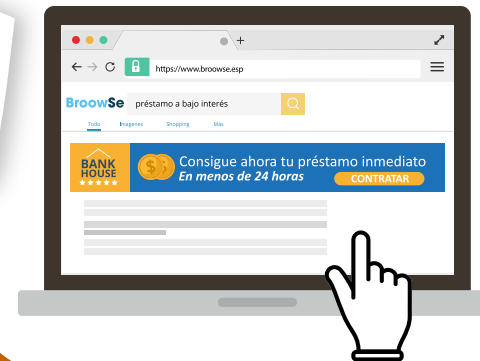 https://www.broowse.esp
BroowSe préstamo a bajo interés
Todo Imagenes Shopping Más
BANK
HOUSE
Consigue ahora tu préstamo inmediato
En menos de 24 horas CONTRATAR